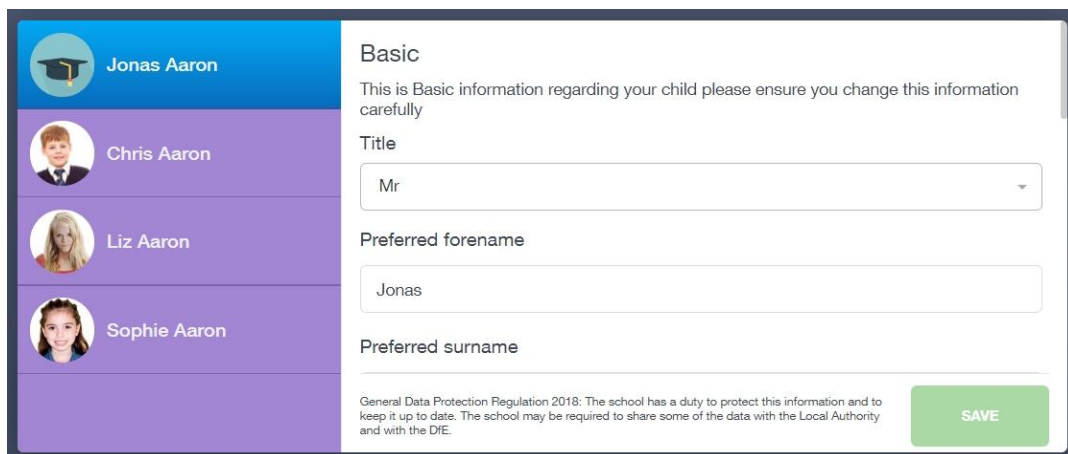 Jonas Aaron
Chris Aaron
Liz Aaron
Sophie Aaron
Basic
This is Basic information regarding your child please ensure you change this information
carefully
Title
Mr
Preferred forename
Jonas
Preferred surname
General Data Protection Regulation 2018: The school has a duty to protect this information and to
keep it up to date. The school may be required to share some of the data with the Local Authority
and with the DfE.
SAVE